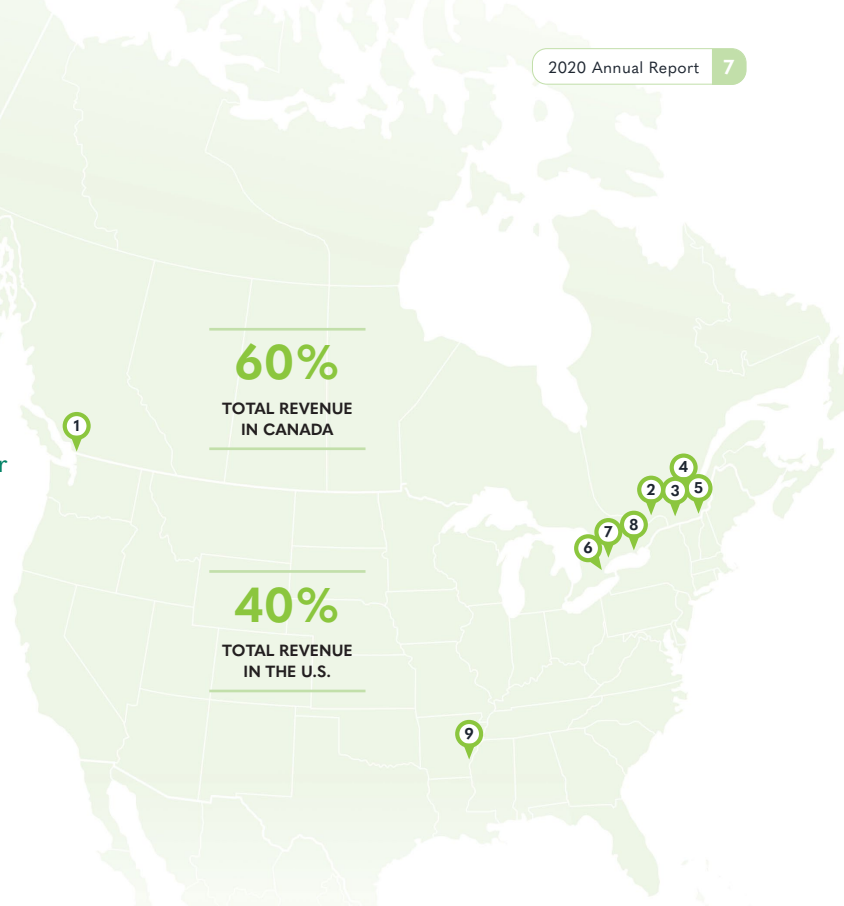 2020 Annual Report 7
60%
TOTAL REVENUE
IN CANADA
1
r
4
2 3 5
7 8
6
40%
TOTAL REVENUE
IN THE U.S.
9